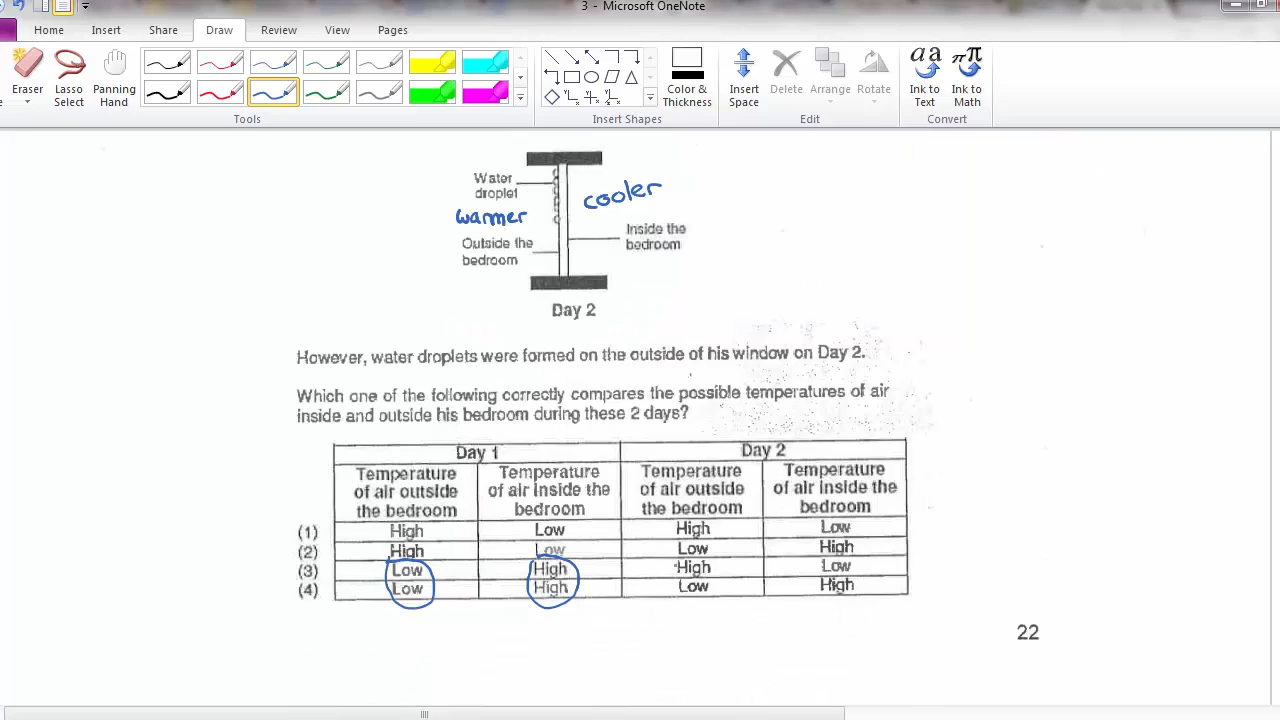 3 - Microsoft OneNote
Home Insert Share Draw Review View Pages
Eraser
Lasso
Select
Panning
Hand
Color &
Thickness
Insert
Space
Delete
Arrange
Rotate
Ink to
Text
Ink to
Math
Tools Insert Shapes Edit Convert
Water
droplet
cooler
warmer
Inside the
bedroom
Outside the
bedroom
Day 2
However, water droplets were formed on the outside of his window on Day 2.
Which one of the following correctly compares the possible temperatures of air
inside and outside his bedroom during these 2 days?
Day 1 Day 2
Temperature of air outside the bedroom Temperature of air inside the bedroom Temperature of air outside the bedroom Temperature of air inside the bedroom
(1) High Low High Low
(2) High Low Low High
(3) Low High High Low
(4) Low High Low High
22